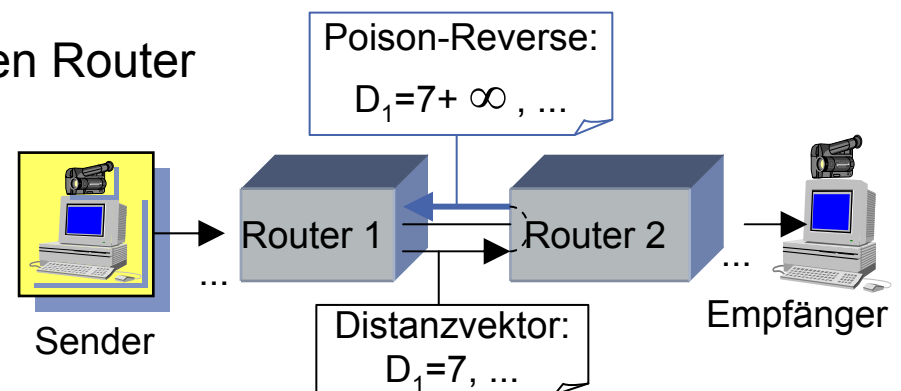 en Router
Poison-Reverse:
D₁=7+ ∞ , ...
Router 1
Router 2
...
...
Sender
Empfänger
Distanzvektor:
D₁=7, ...